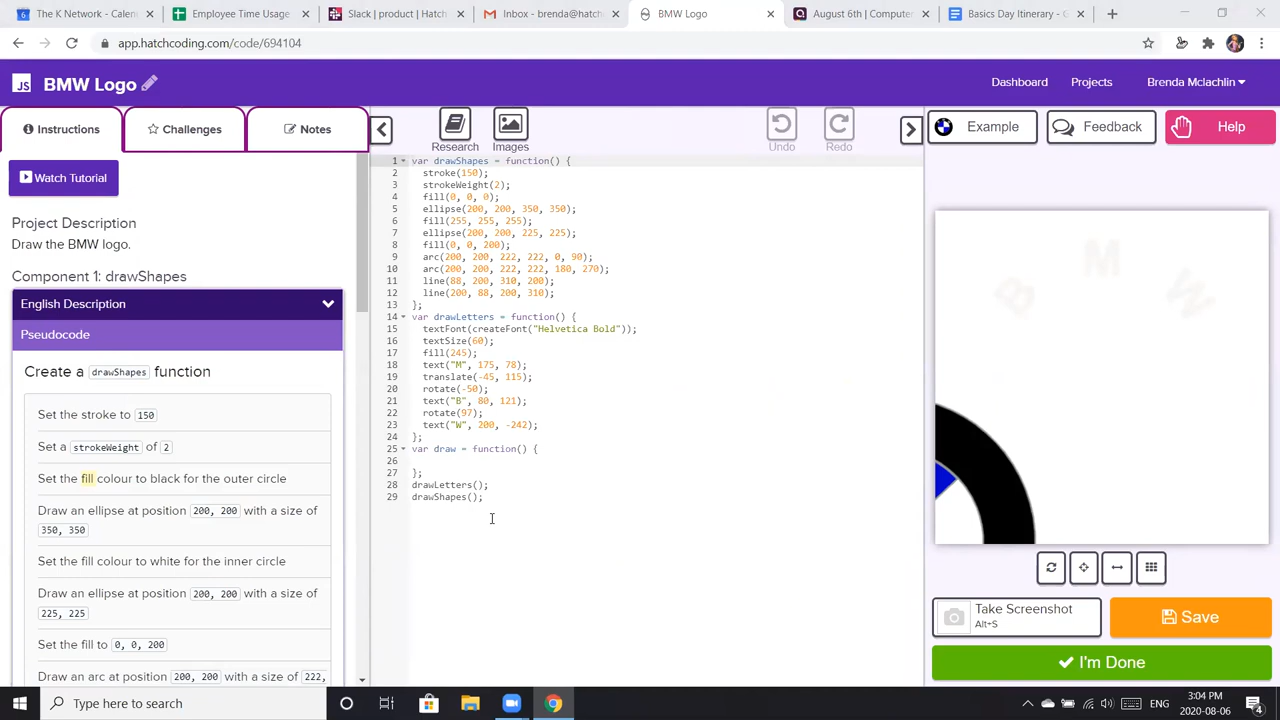 The K Network - Calen
Employee Time Usage
Slack | product | Hatch
Inbox - brenda@hatch
BMW Logo
August 6th | Compute
Basics Day Itinerary - G
app.hatchcoding.com/code/694104
JS BMW Logo
Dashboard Projects Brenda Mclachlin
Instructions Challenges Notes
Research Images Undo Redo
Example Feedback Help
Watch Tutorial
Project Description
Draw the BMW logo.
Component 1: drawShapes
English Description
Pseudocode
Create a drawShapes function
Set the stroke to 150
Set a strokeWeight of 2
Set the fill colour to black for the outer circle
Draw an ellipse at position 200, 200 with a size of
350, 350
Set the fill colour to white for the inner circle
Draw an ellipse at position 200, 200 with a size of
225, 225
Set the fill to 0, 0, 200
Draw an arc at position 200, 200 with a size of 222,
1 var drawShapes = function() {
2 stroke(150);
3 strokeWeight(2);
4 fill(0, 0, 0);
5 ellipse(200, 200, 350, 350);
6 fill(255, 255, 255);
7 ellipse(200, 200, 225, 225);
8 fill(0, 0, 200);
9 arc(200, 200, 222, 222, 0, 90);
10 arc(200, 200, 222, 222, 180, 270);
11 line(88, 200, 310, 200);
12 line(200, 88, 200, 310);
13 };
14 var drawLetters = function() {
15 textFont(createFont("Helvetica Bold"));
16 textSize(60);
17 fill(245);
18 text("M", 175, 78);
19 translate(-45, 115);
20 rotate(-50);
21 text("B", 80, 121);
22 rotate(97);
23 text("W", 200, -242);
24 };
25 var draw = function() {
26
27 };
28 drawLetters();
29 drawShapes();
B M W
Take Screenshot
Alt+S
Save
I'm Done
Type here to search
ENG
3:04 PM
2020-08-06
4